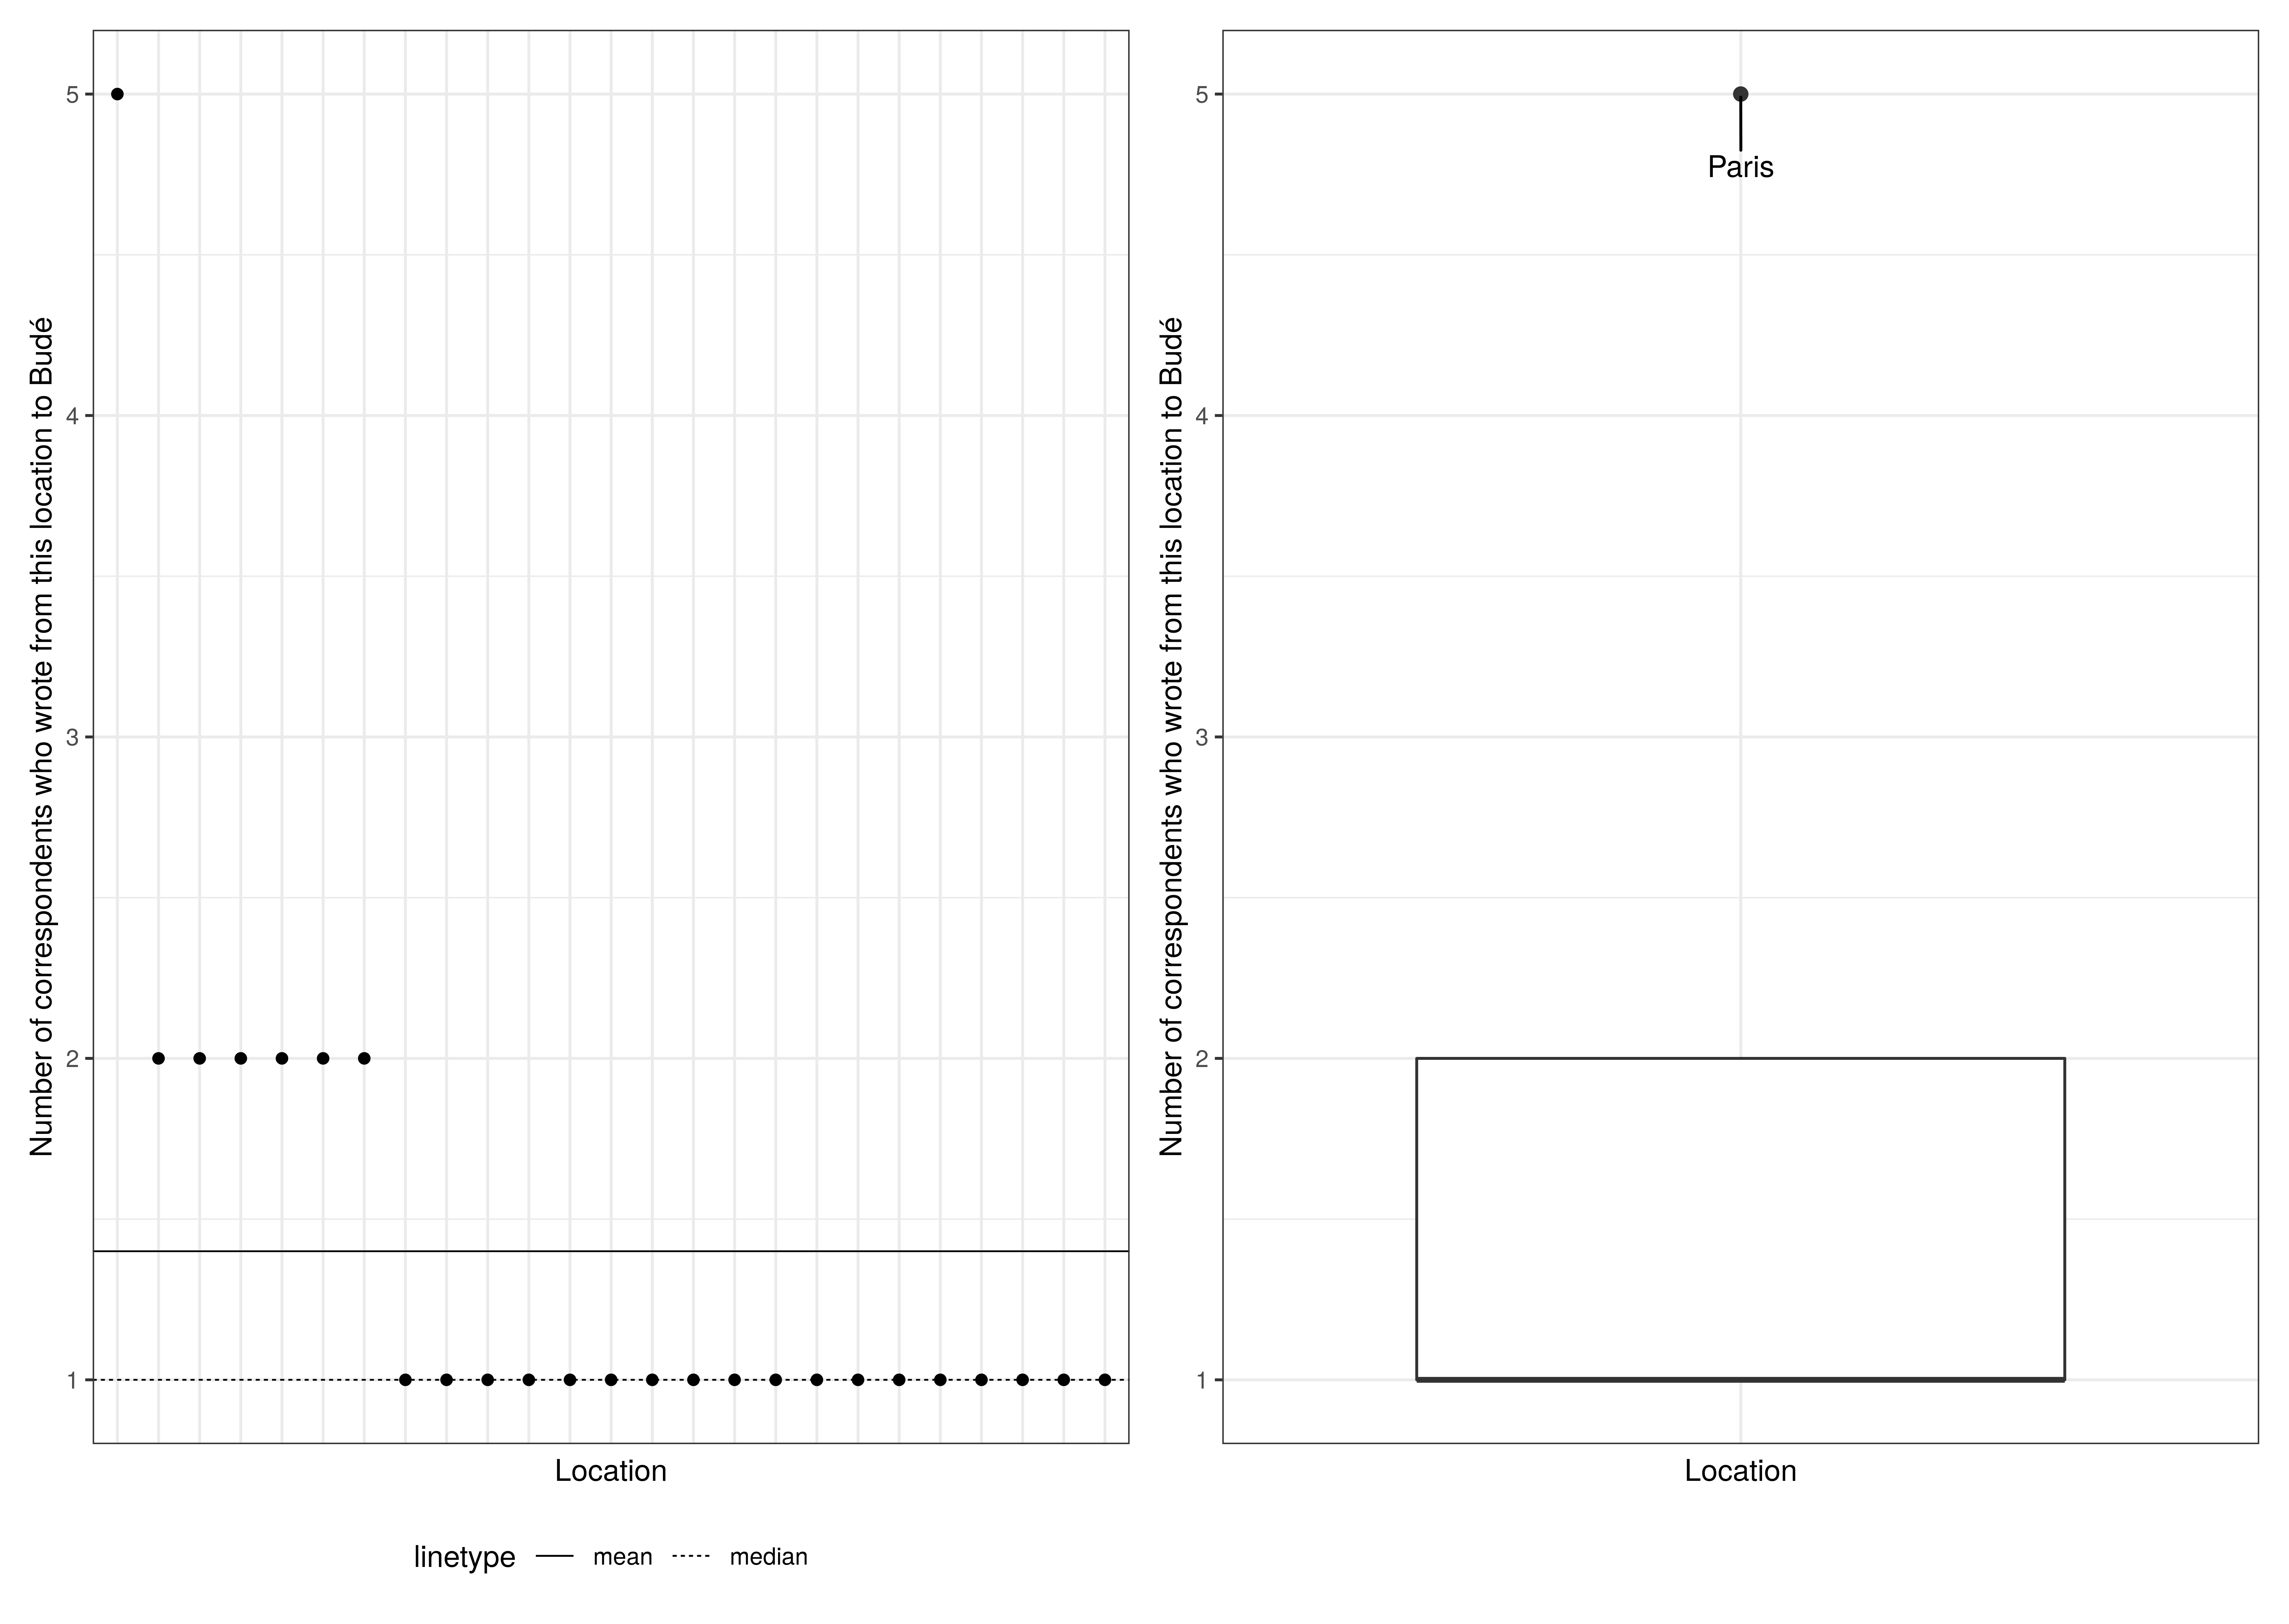 Number of correspondents who wrote from this location to Budé
5
4
3
2
1
Location
linetype mean median
Number of correspondents who wrote from this location to Budé
5
4
3
2
1
Paris
Location